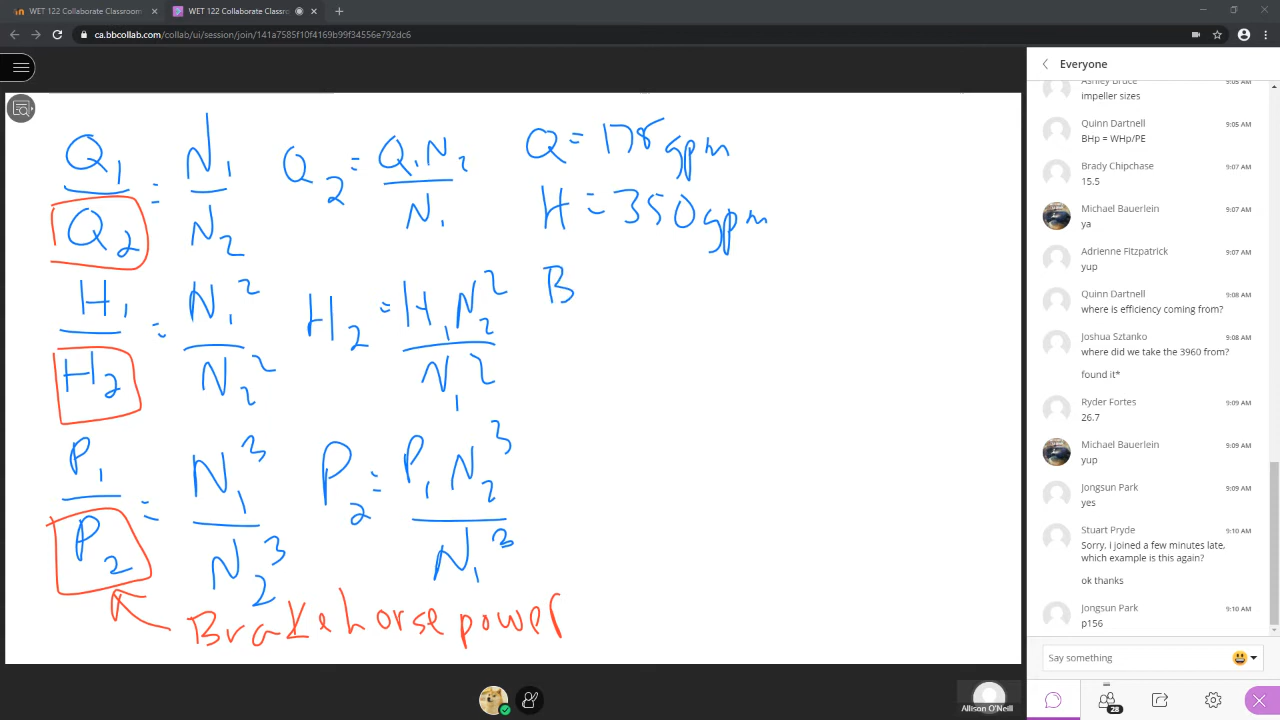 WET 122 Collaborate Classroom
WET 122 Collaborate Classro
ca.bbcollab.com/collab/ui/session/join/141a7585f10f4169b99f34556e792dc6
Q₁/Q₂ = N₁/N₂
Q₂ = Q₁N₂/N₁
Q = 178 gpm
H = 350 gpm
H₁/H₂ = N₁²/N₂²
H₂ = H₁N₂²/N₁²
B
P₁/P₂ = N₁³/N₂³
P₂ = P₁N₂³/N₁³
Brake horse power
Allison O'Neill
Everyone
Ashley Bruce 9:05 AM
impeller sizes
Quinn Dartnell 9:05 AM
BHp = WHp/PE
Brady Chipchase 9:07 AM
15.5
Michael Bauerlein 9:07 AM
ya
Adrienne Fitzpatrick 9:07 AM
yup
Quinn Dartnell 9:08 AM
where is efficiency coming from?
Joshua Sztanko 9:08 AM
where did we take the 3960 from?
found it*
Ryder Fortes 9:09 AM
26.7
Michael Bauerlein 9:09 AM
yup
Jongsun Park 9:09 AM
yes
Stuart Pryde 9:10 AM
Sorry, i joined a few minutes late,
which example is this again?
ok thanks
Jongsun Park 9:10 AM
p156
Say something
28